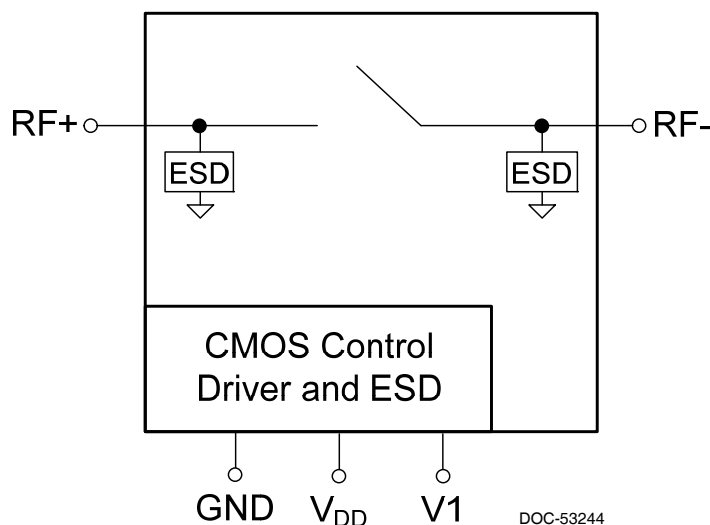 RF+
RF-
ESD
ESD
CMOS Control
Driver and ESD
GND
VDD
V1
DOC-53244